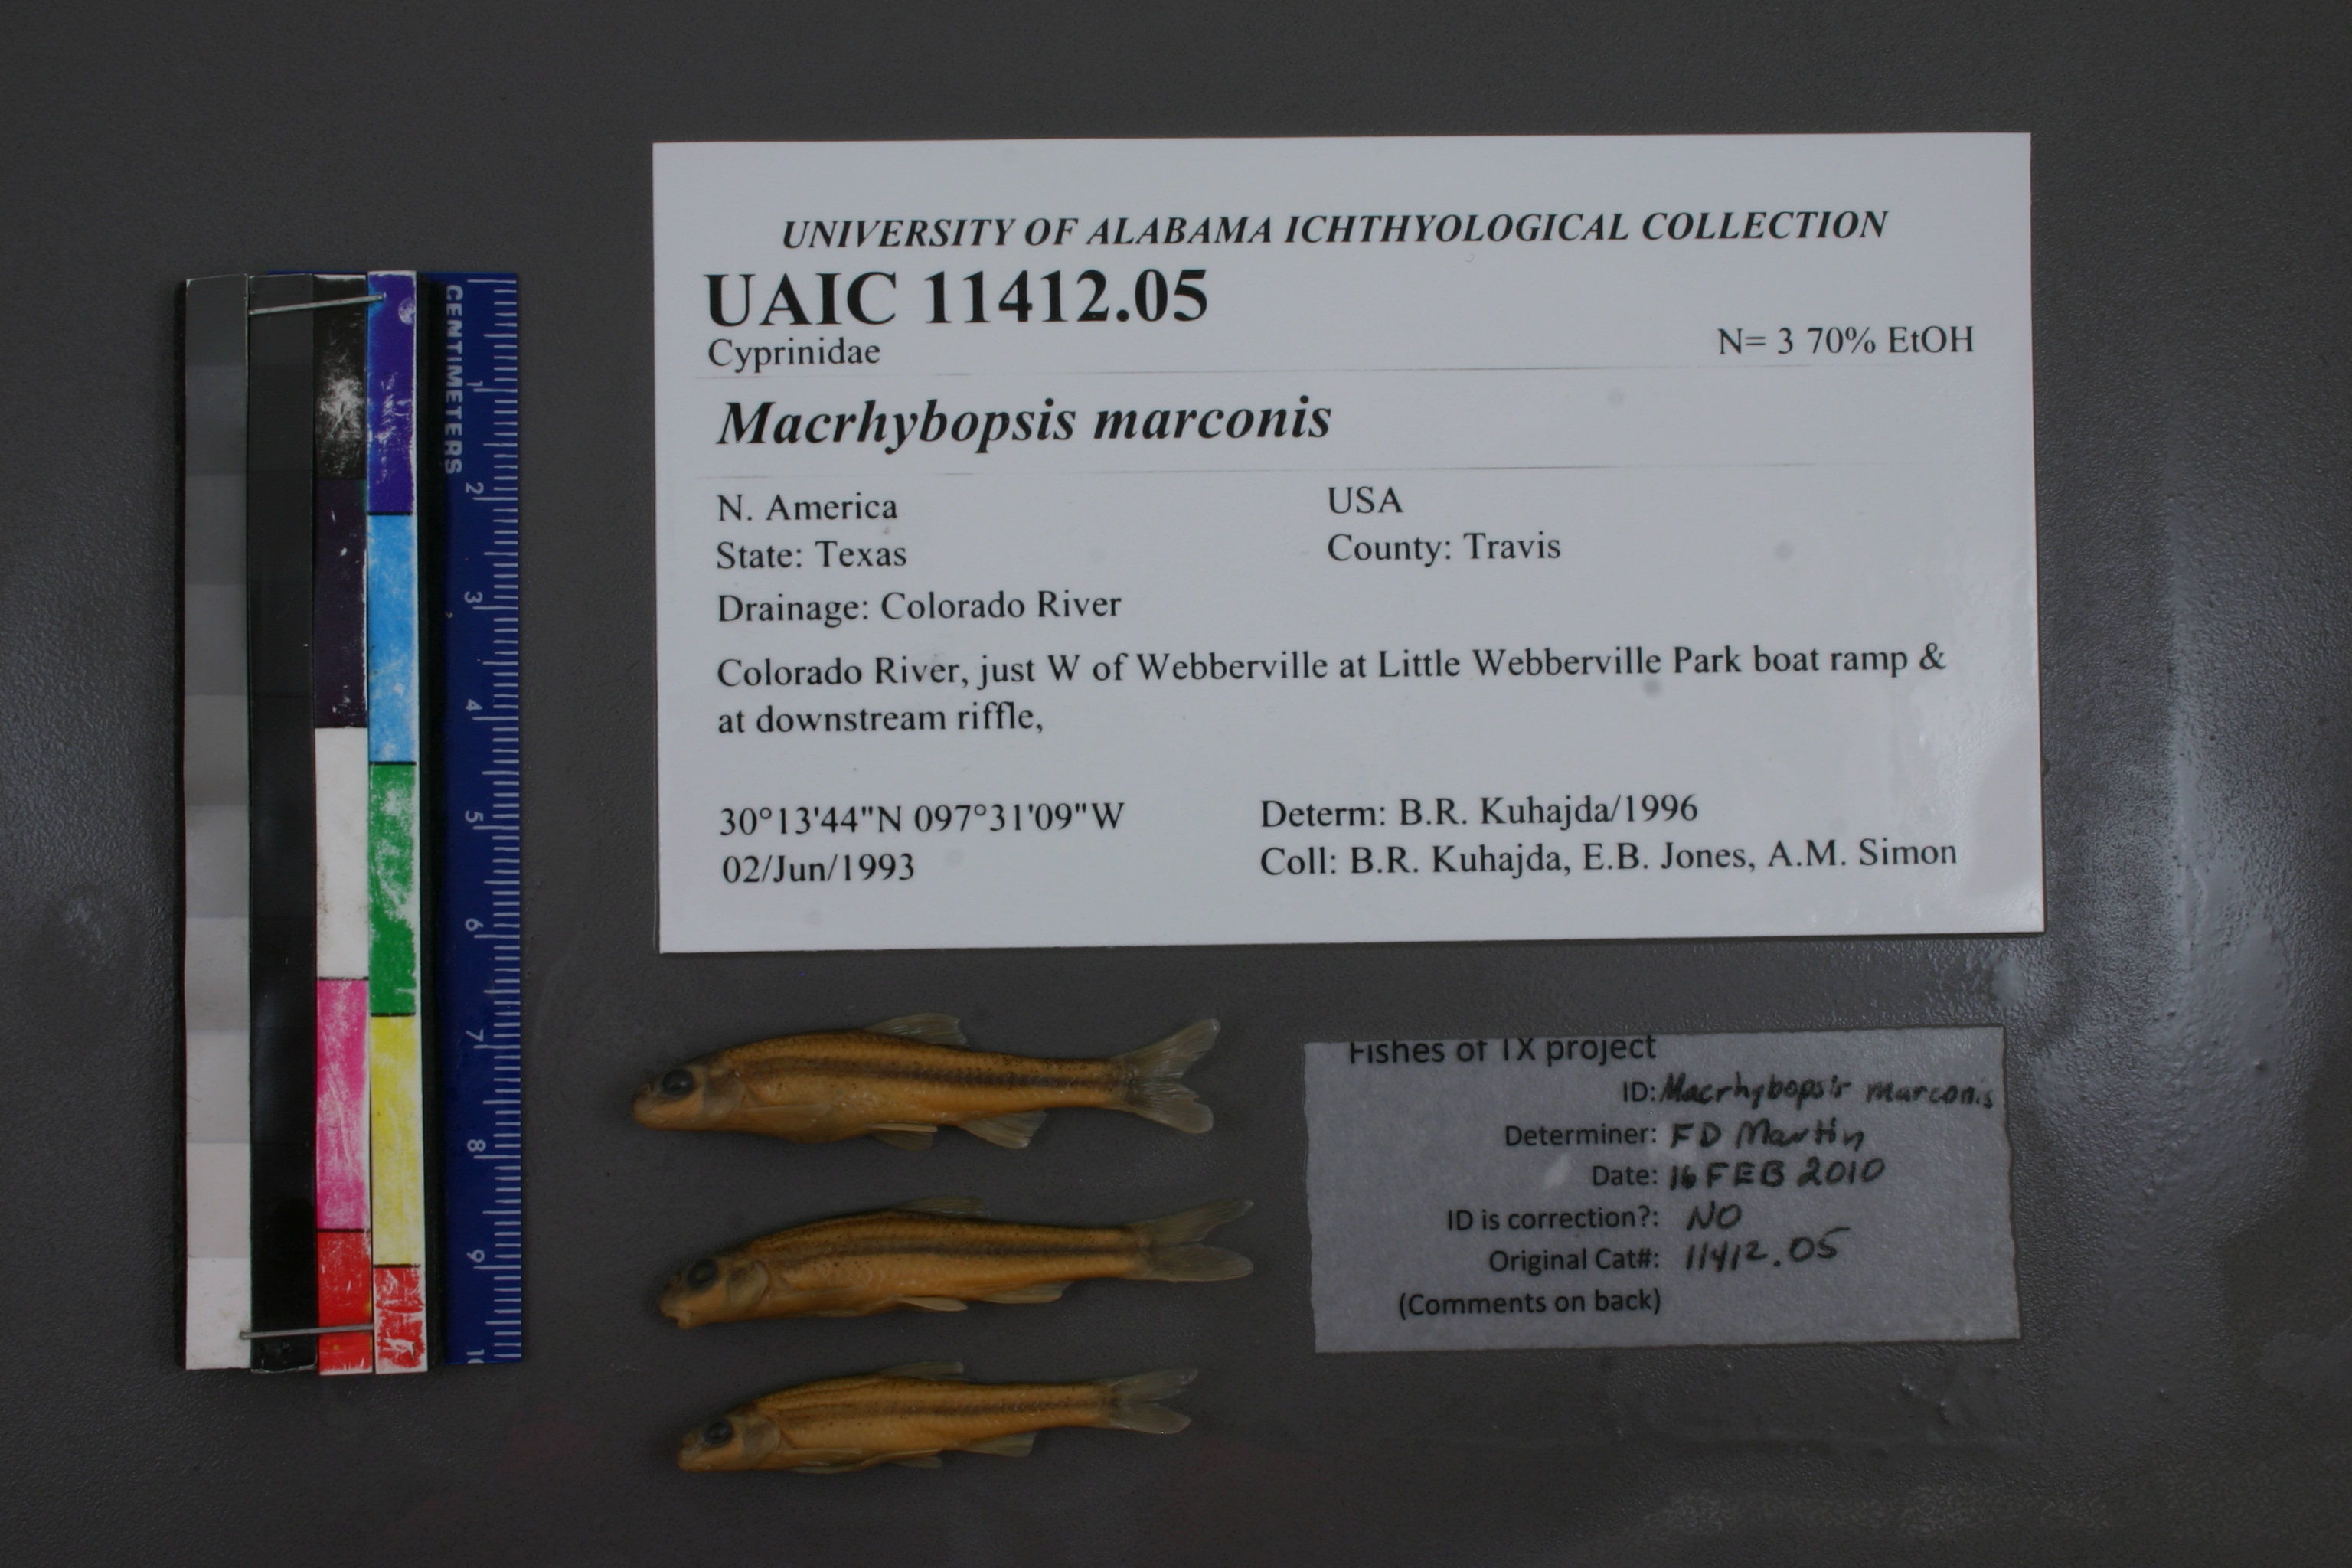 CENTIMETERS
1
2
3
4
5
6
7
8
9
UNIVERSITY OF ALABAMA ICHTHYOLOGICAL COLLECTION
UAIC 11412.05
Cyprinidae
N= 3 70% EtOH
Macrhybopsis marconis
N. America
USA
State: Texas
County: Travis
Drainage: Colorado River
Colorado River, just W of Webberville at Little Webberville Park boat ramp &
at downstream riffle,
30°13'44"N 097°31'09"W
Determ: B.R. Kuhajda/1996
02/Jun/1993
Coll: B.R. Kuhajda, E.B. Jones, A.M. Simon
Fishes of TX project
ID: Macrhybopsis marconis
Determiner: FD Martin
Date: 16 FEB 2010
ID is correction?: NO
Original Cat#: 11412.05
(Comments on back)